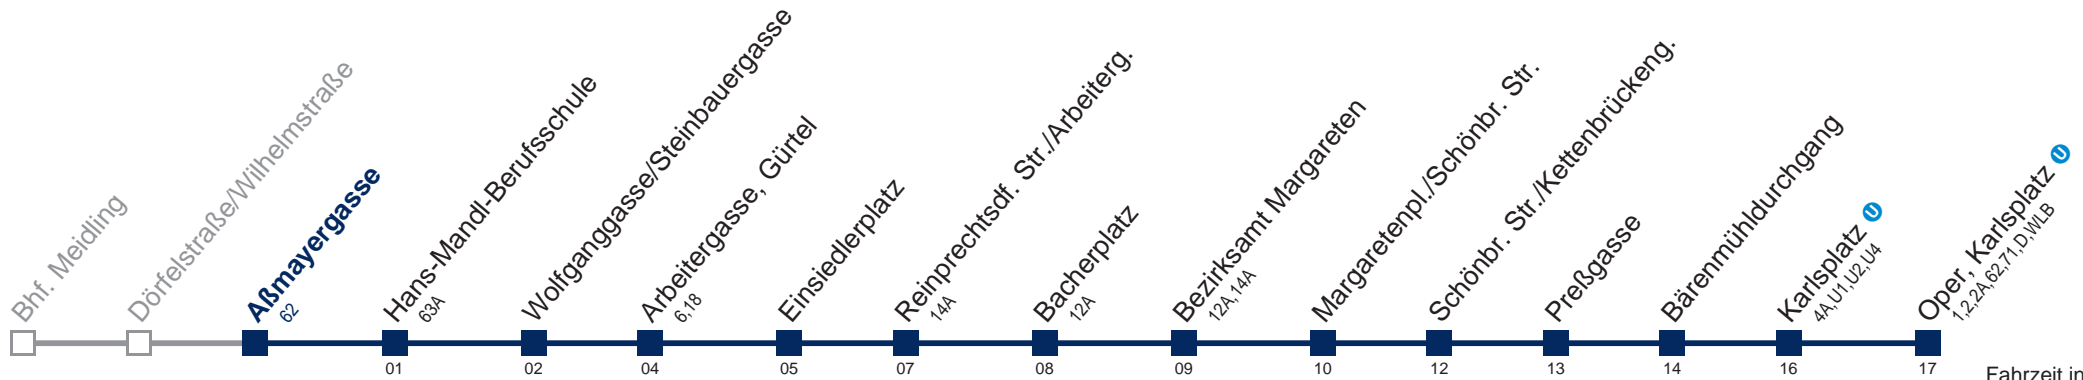 Bhf. Meidling
Dörfelstraße/Wilhelmstraße
Aßmayergasse
62
Hans-Mandl-Berufsschule
63A
Wolfganggasse/Steinbauergasse
Arbeitergasse, Gürtel
6,18
Einsiedlerplatz
Reinprechtsdf. Str./Arbeiterg.
14A
Bacherplatz
12A
Bezirksamt Margareten
12A,14A
Margaretenpl./Schönbr. Str.
Schönbr. Str./Kettenbrückeng.
Preßgasse
Bärenmühldurchgang
Karlsplatz U
4A,U1,U2,U4
Oper, Karlsplatz U
1,2,2A,62,71,D,WLB
01 02 04 05 07 08 09 10 12 13 14 16 17
Fahrzeit in